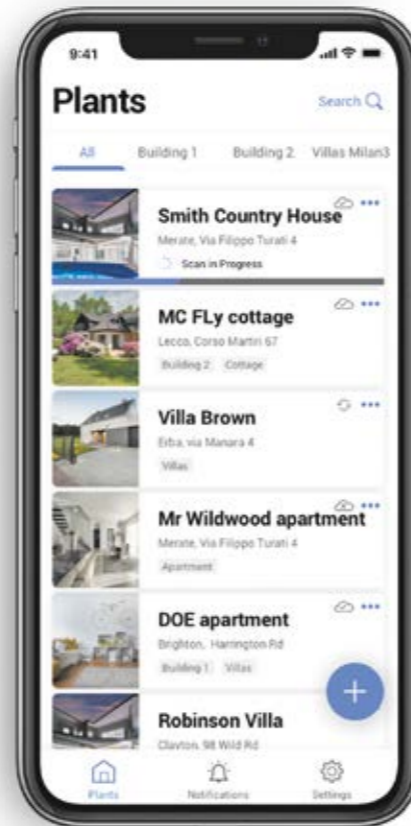 9:41
Plants
Search
All Building 1 Building 2 Villas Milan3
Smith Country House
Merate, Via Filippo Turati 4
Scan in Progress
MC FLy cottage
Lecco, Corso Martiri 67
Building 2 Cottage
Villa Brown
Erba, via Manara 4
Villas
Mr Wildwood apartment
Merate, Via Filippo Turati 4
Apartment
DOE apartment
Brighton, Harrington Rd
Building 1 Villas
Robinson Villa
Clayton, 98 Wild Rd
Plants Notifications Settings